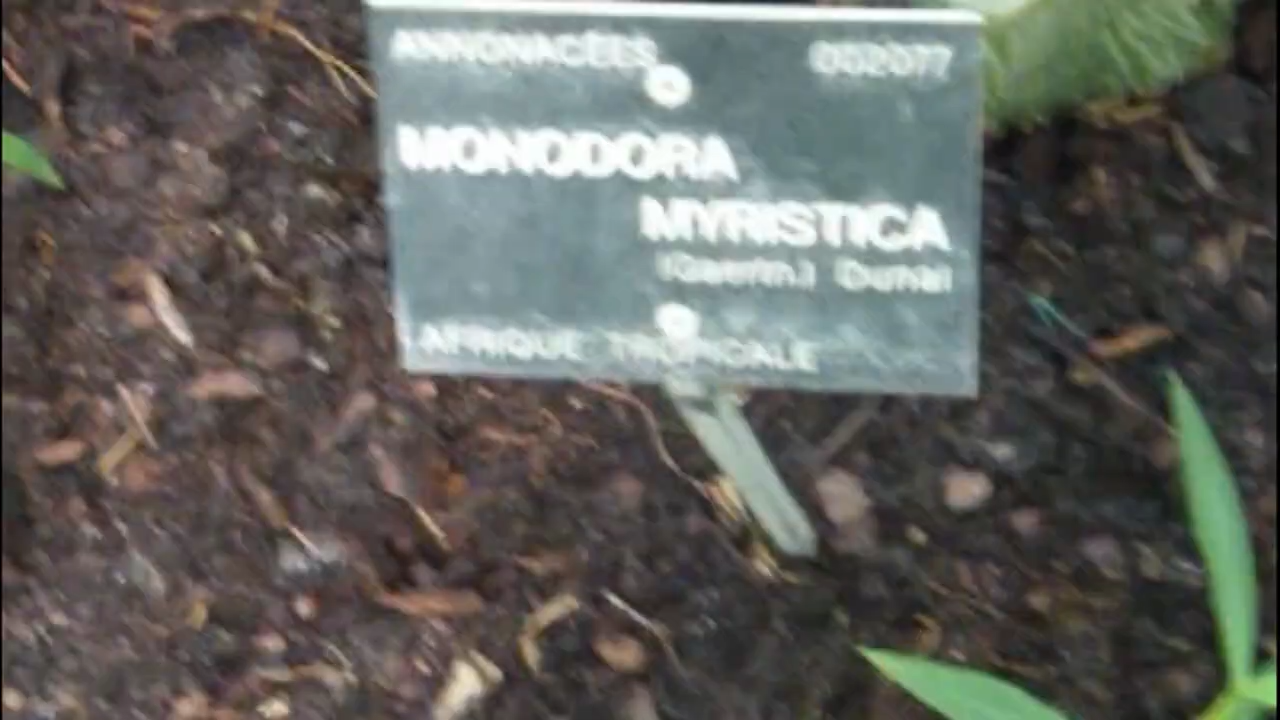 ANNONACÉES 002077
MONODORA
MYRISTICA
(Gaertn.) Dunal
AFRIQUE TROPICALE